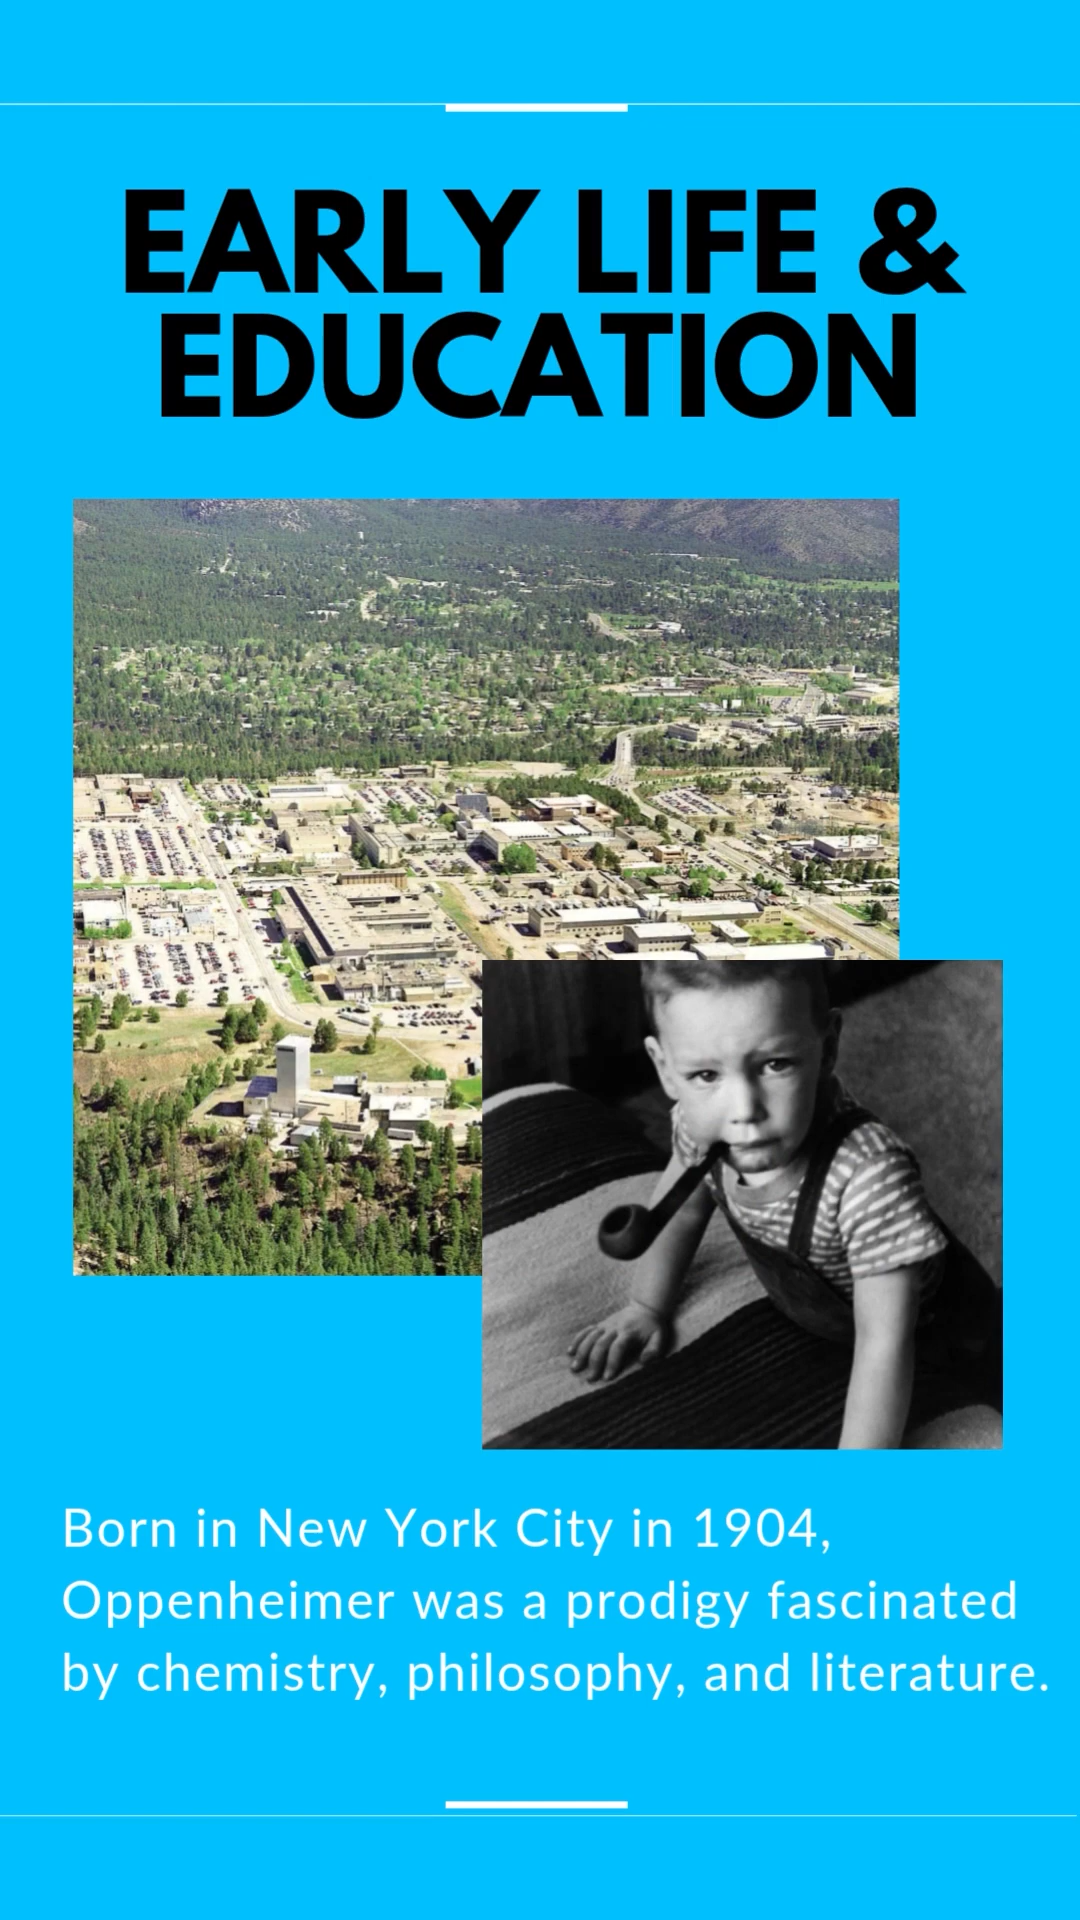 EARLY LIFE &
EDUCATION
Born in New York City in 1904,
Oppenheimer was a prodigy fascinated
by chemistry, philosophy, and literature.